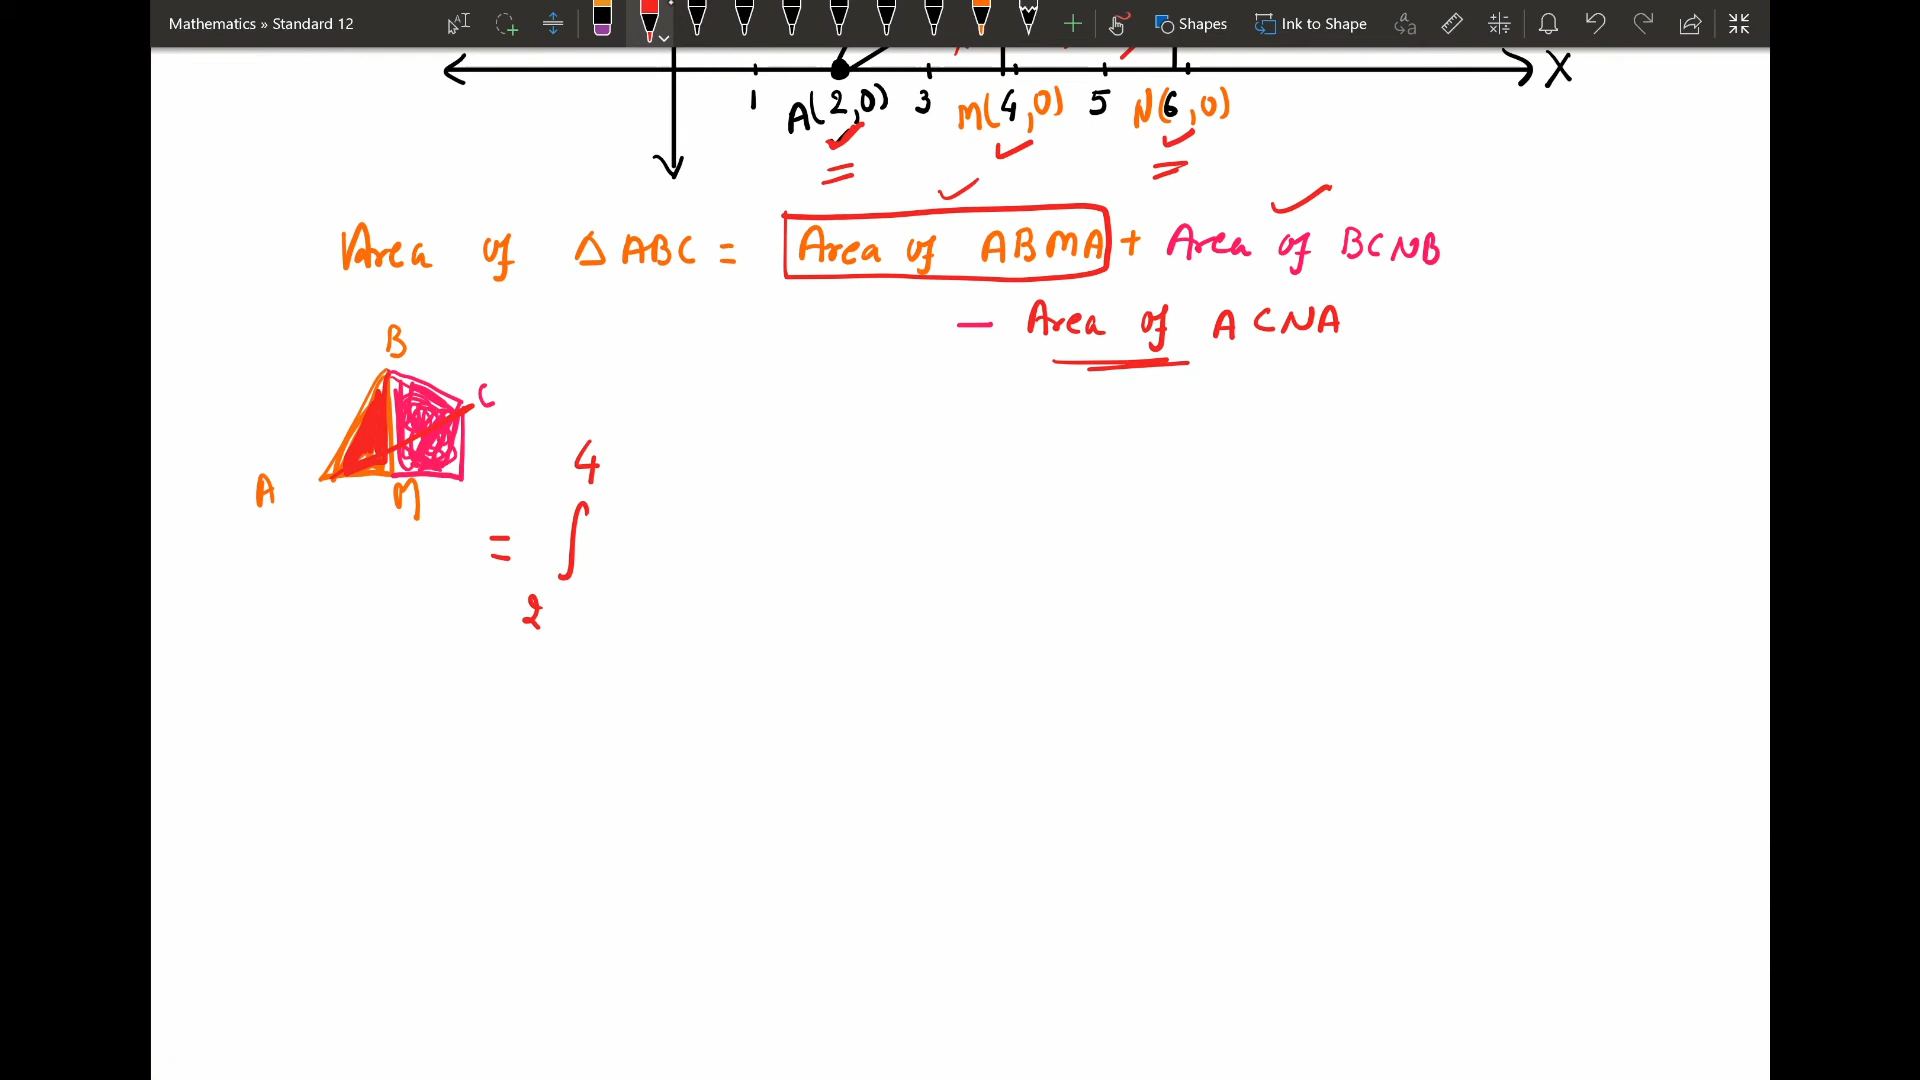 Mathematics » Standard 12
Shapes
Ink to Shape
X
1 A(2,0) 3 M(4,0) 5 N(6,0)
Area of Δ ABC = Area of ABMA + Area of BCNB
− Area of ACNA
B
C
A
M
4
= ∫
2